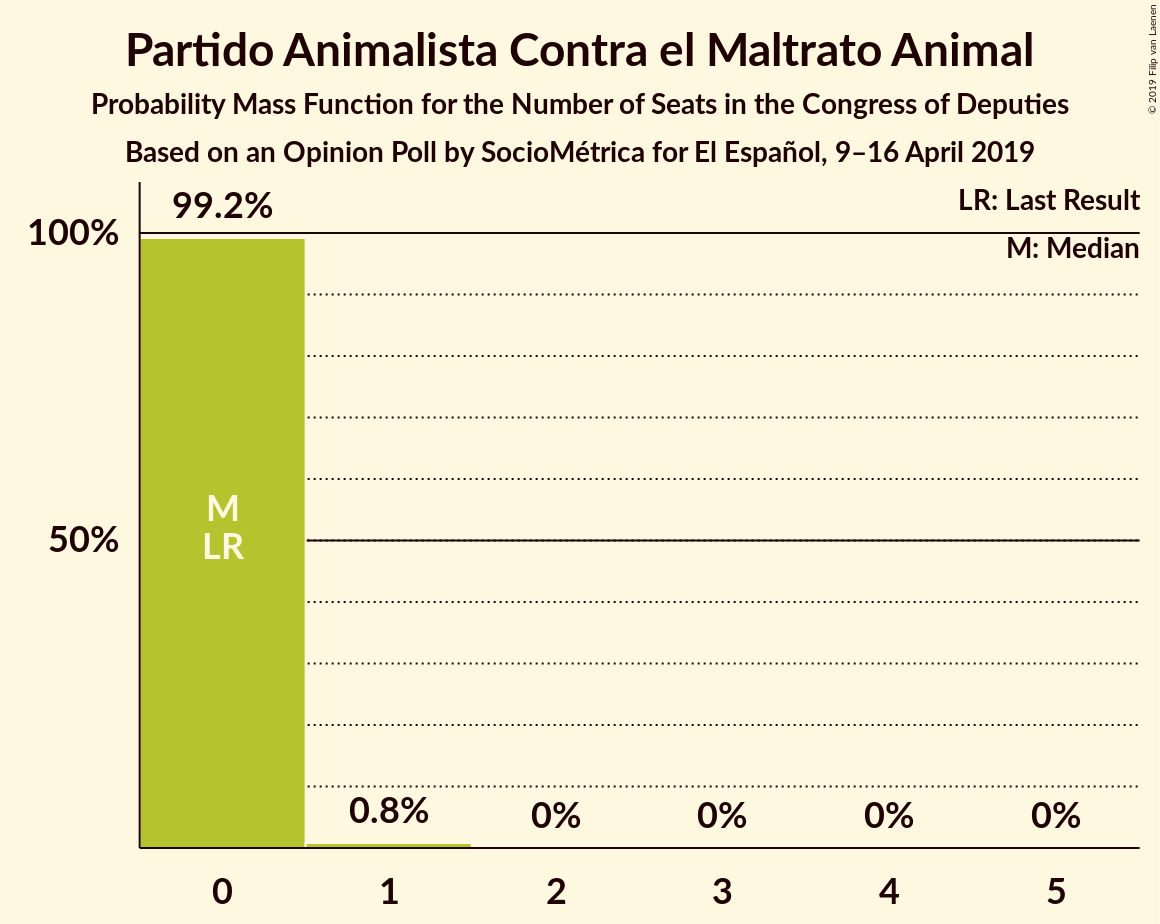 Partido Animalista Contra el Maltrato Animal
Probability Mass Function for the Number of Seats in the Congress of Deputies
Based on an Opinion Poll by SocioMétrica for El Español, 9–16 April 2019
© 2019 Filip van Laenen
LR: Last Result
M: Median
99.2%
100%
50%
M
LR
0.8%
0%
0%
0%
0%
0
1
2
3
4
5